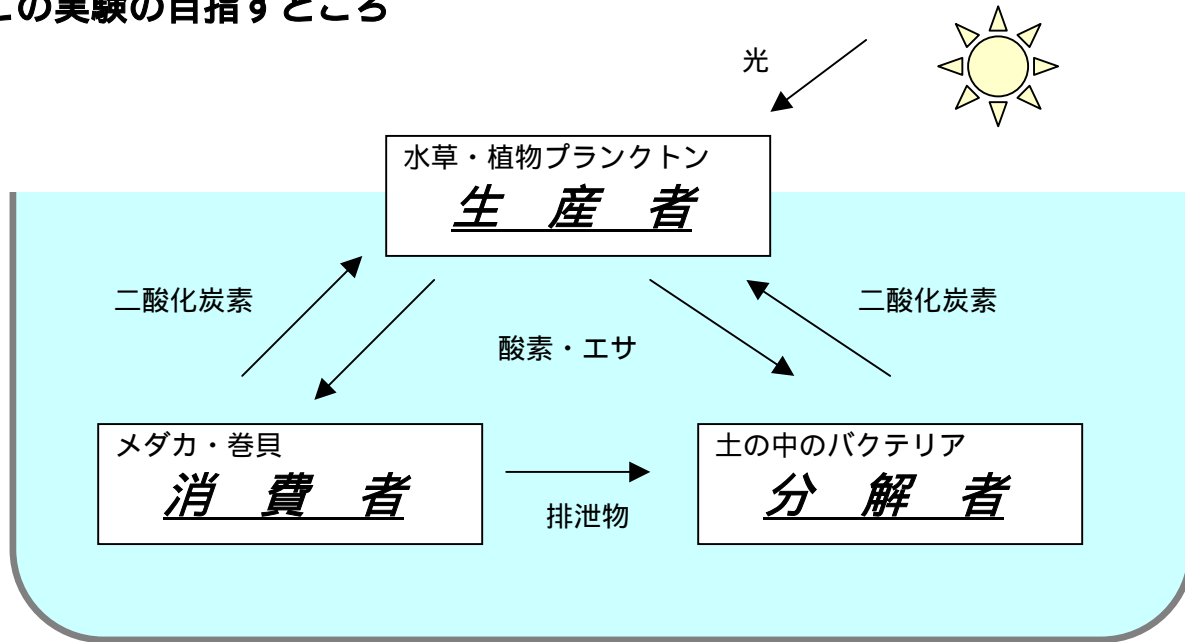 この実験の目指すところ
光
水草・植物プランクトン
生 産 者
二酸化炭素
二酸化炭素
酸素・エサ
メダカ・巻貝
消 費 者
土の中のバクテリア
分 解 者
排泄物